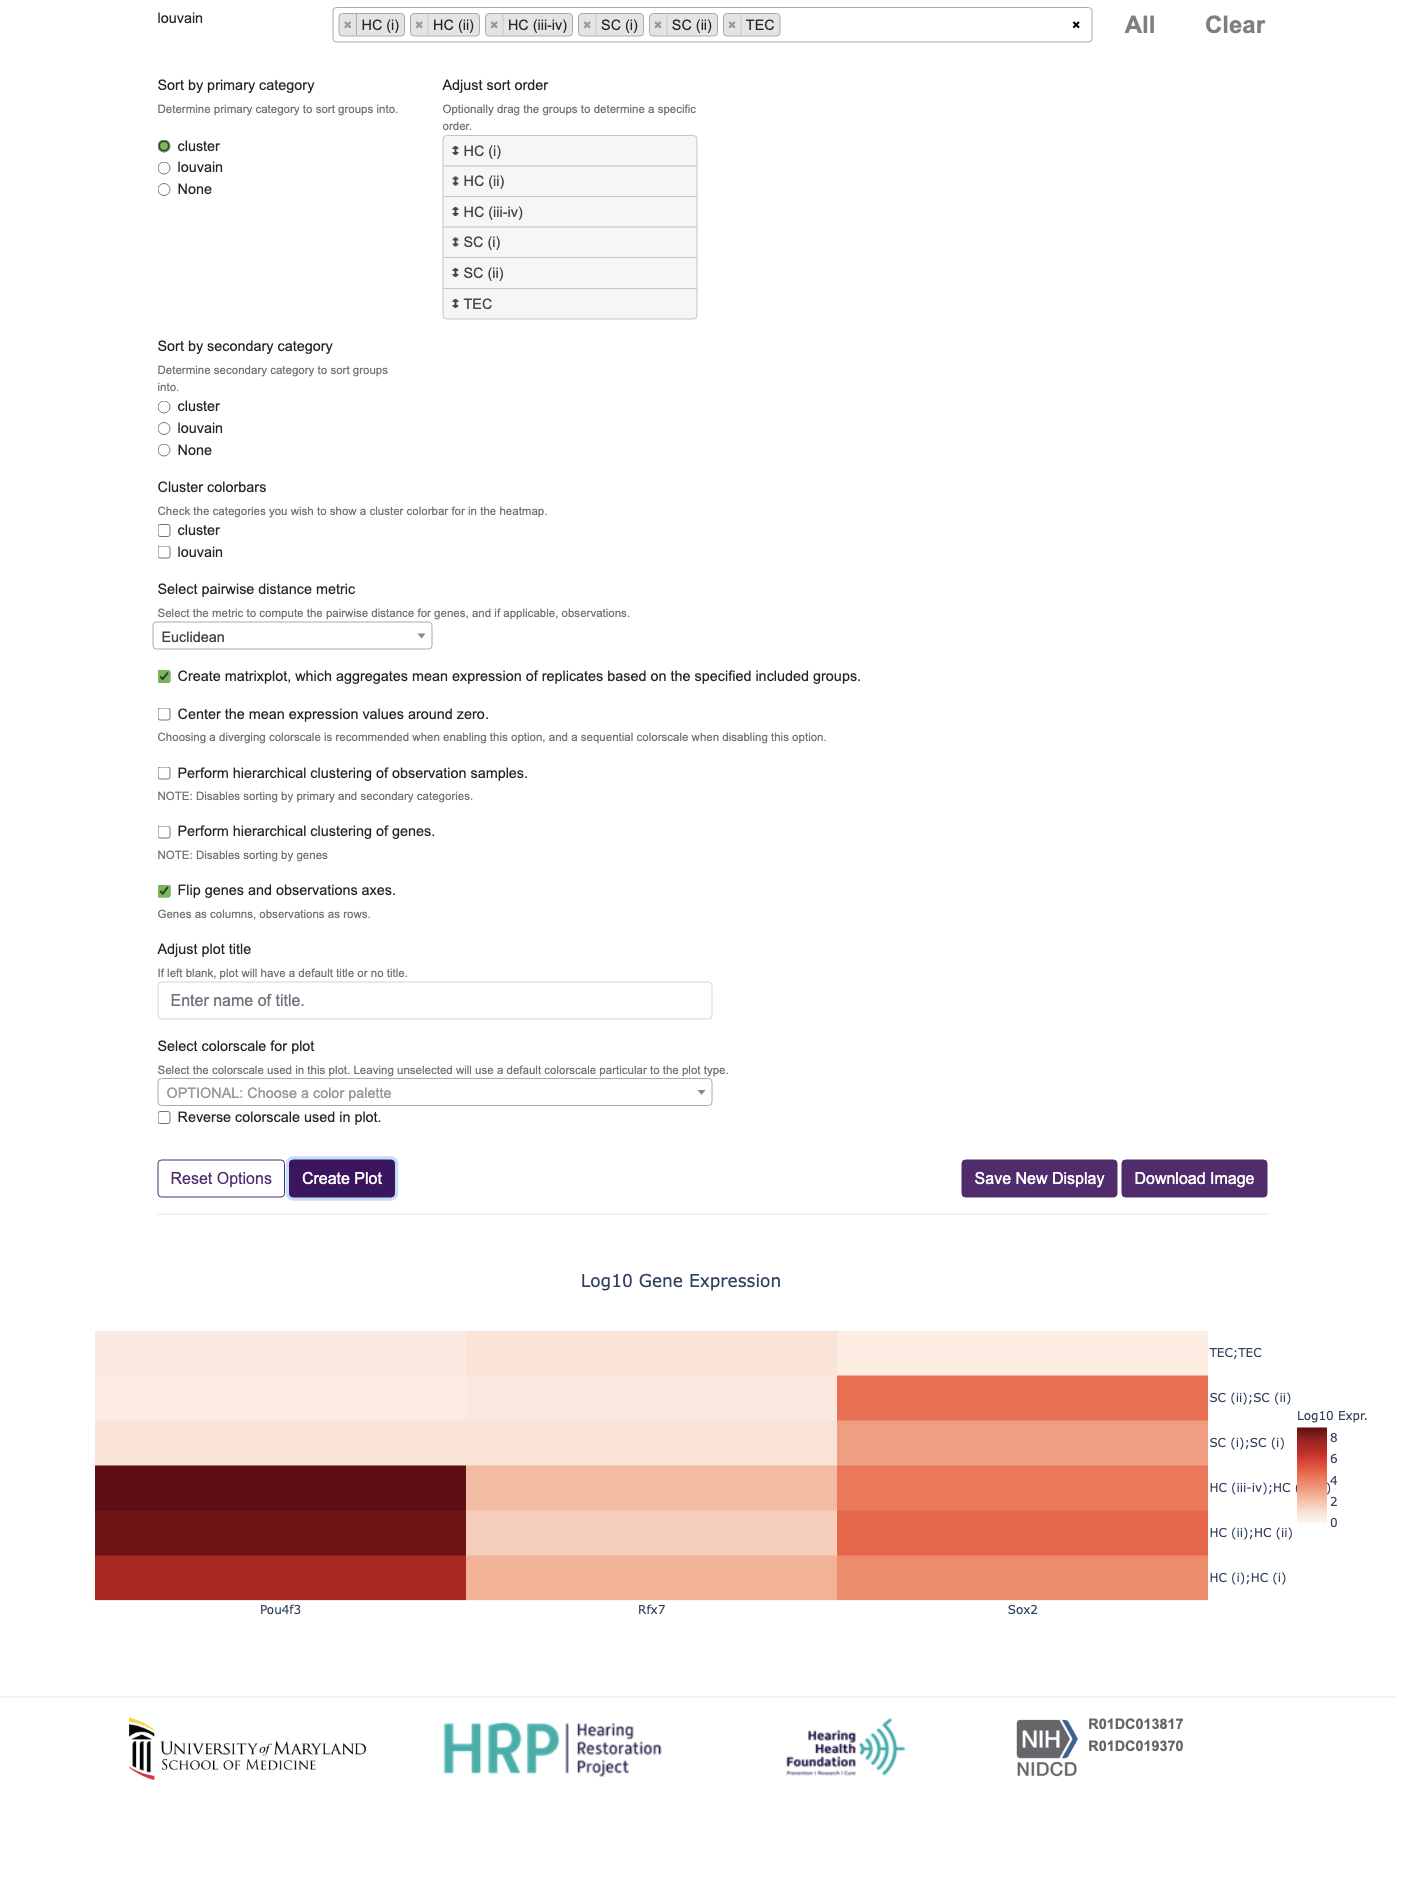 louvain
× HC (i) × HC (ii) × HC (iii-iv) × SC (i) × SC (ii) × TEC ×
All Clear
Sort by primary category
Determine primary category to sort groups into.
cluster
louvain
None
Adjust sort order
Optionally drag the groups to determine a specific
order.
HC (i)
HC (ii)
HC (iii-iv)
SC (i)
SC (ii)
TEC
Sort by secondary category
Determine secondary category to sort groups
into.
cluster
louvain
None
Cluster colorbars
Check the categories you wish to show a cluster colorbar for in the heatmap.
cluster
louvain
Select pairwise distance metric
Select the metric to compute the pairwise distance for genes, and if applicable, observations.
Euclidean
Create matrixplot, which aggregates mean expression of replicates based on the specified included groups.
Center the mean expression values around zero.
Choosing a diverging colorscale is recommended when enabling this option, and a sequential colorscale when disabling this option.
Perform hierarchical clustering of observation samples.
NOTE: Disables sorting by primary and secondary categories.
Perform hierarchical clustering of genes.
NOTE: Disables sorting by genes
Flip genes and observations axes.
Genes as columns, observations as rows.
Adjust plot title
If left blank, plot will have a default title or no title.
Enter name of title.
Select colorscale for plot
Select the colorscale used in this plot. Leaving unselected will use a default colorscale particular to the plot type.
OPTIONAL: Choose a color palette
Reverse colorscale used in plot.
Reset Options Create Plot Save New Display Download Image
Log10 Gene Expression
TEC;TEC
SC (ii);SC (ii)
SC (i);SC (i)
HC (iii-iv);HC (
HC (ii);HC (ii)
HC (i);HC (i)
Log10 Expr.
8
6
4
2
0
Pou4f3 Rfx7 Sox2
UNIVERSITY of MARYLAND
SCHOOL OF MEDICINE
HRP
Hearing
Restoration
Project
Hearing
Health
Foundation
Prevention | Research | Cure
NIH
NIDCD
R01DC013817
R01DC019370